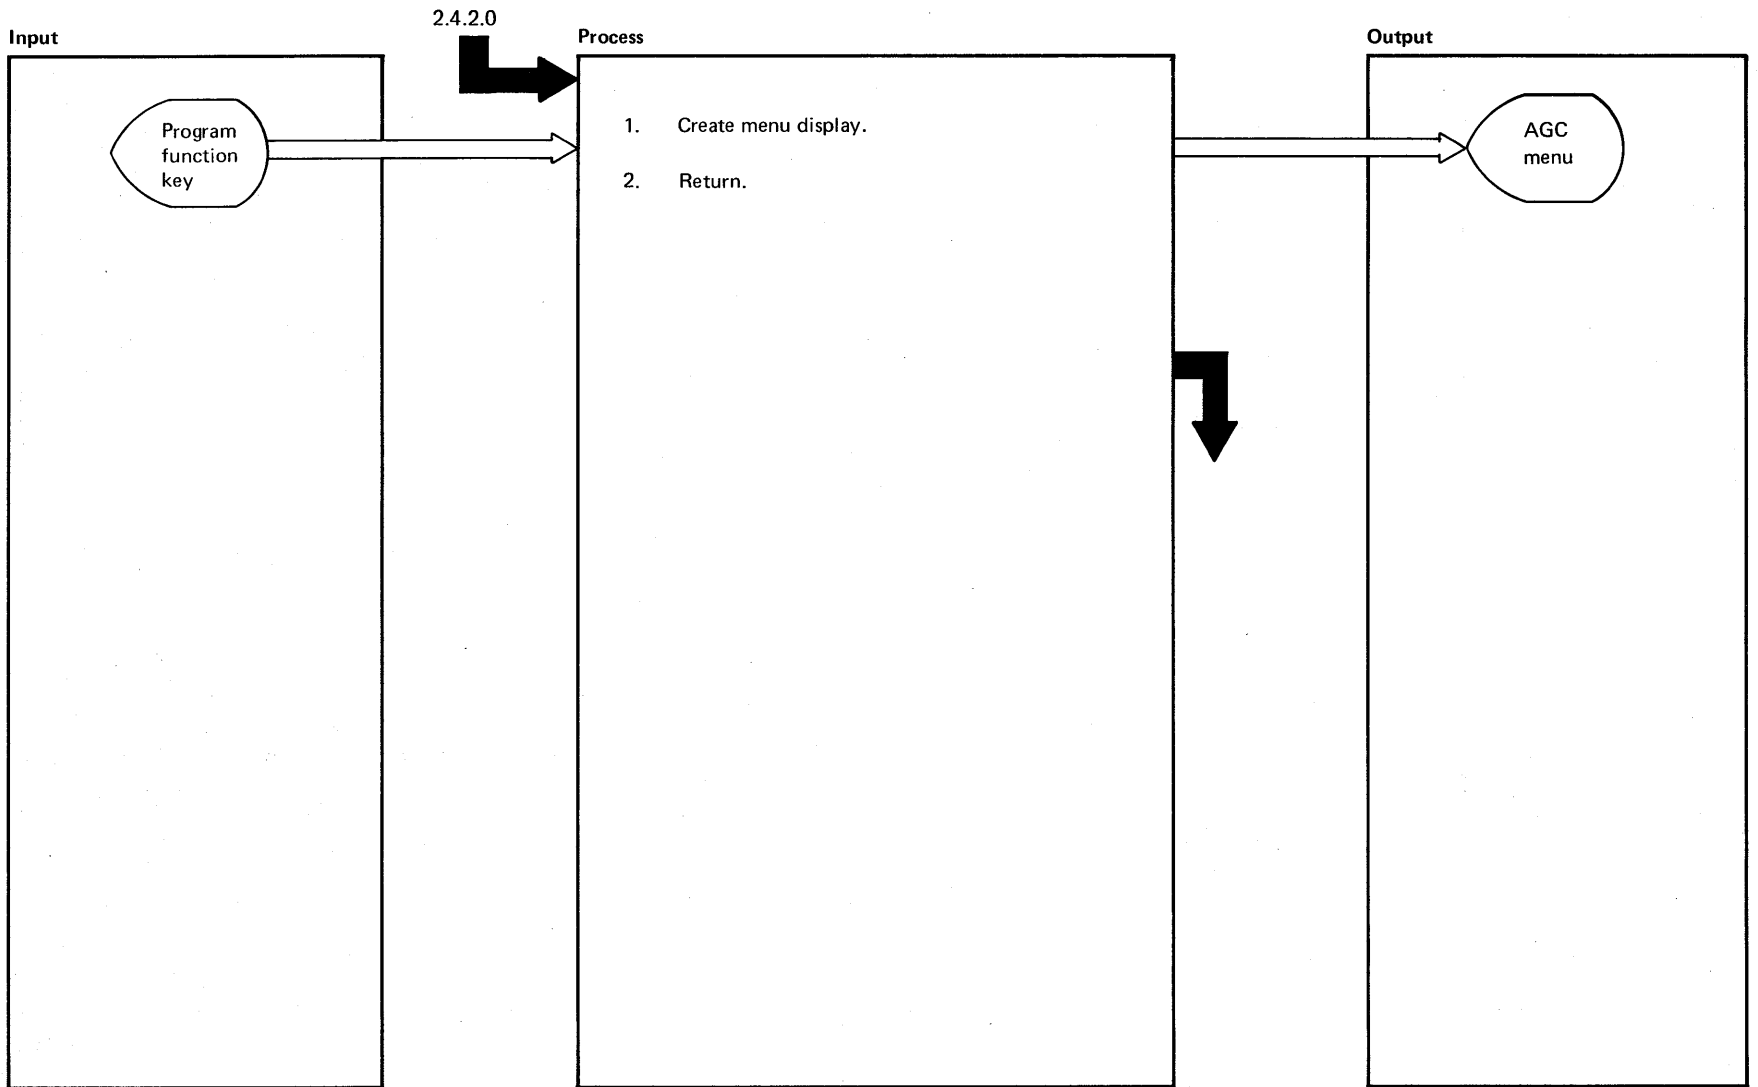 2.4.2.0
Input
Process
Output
Program
function
key
1. Create menu display.
2. Return.
AGC
menu